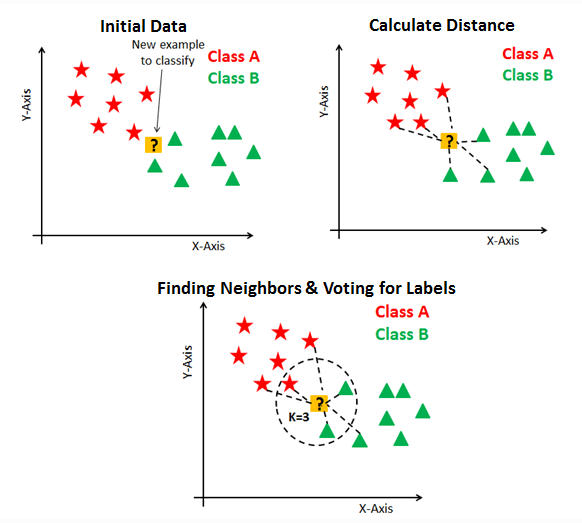 Initial Data
New example
to classify
Class A
Class B
Y-Axis
?
X-Axis
Calculate Distance
Class A
Class B
Y-Axis
?
X-Axis
Finding Neighbors & Voting for Labels
Class A
Class B
Y-Axis
?
K=3
X-Axis